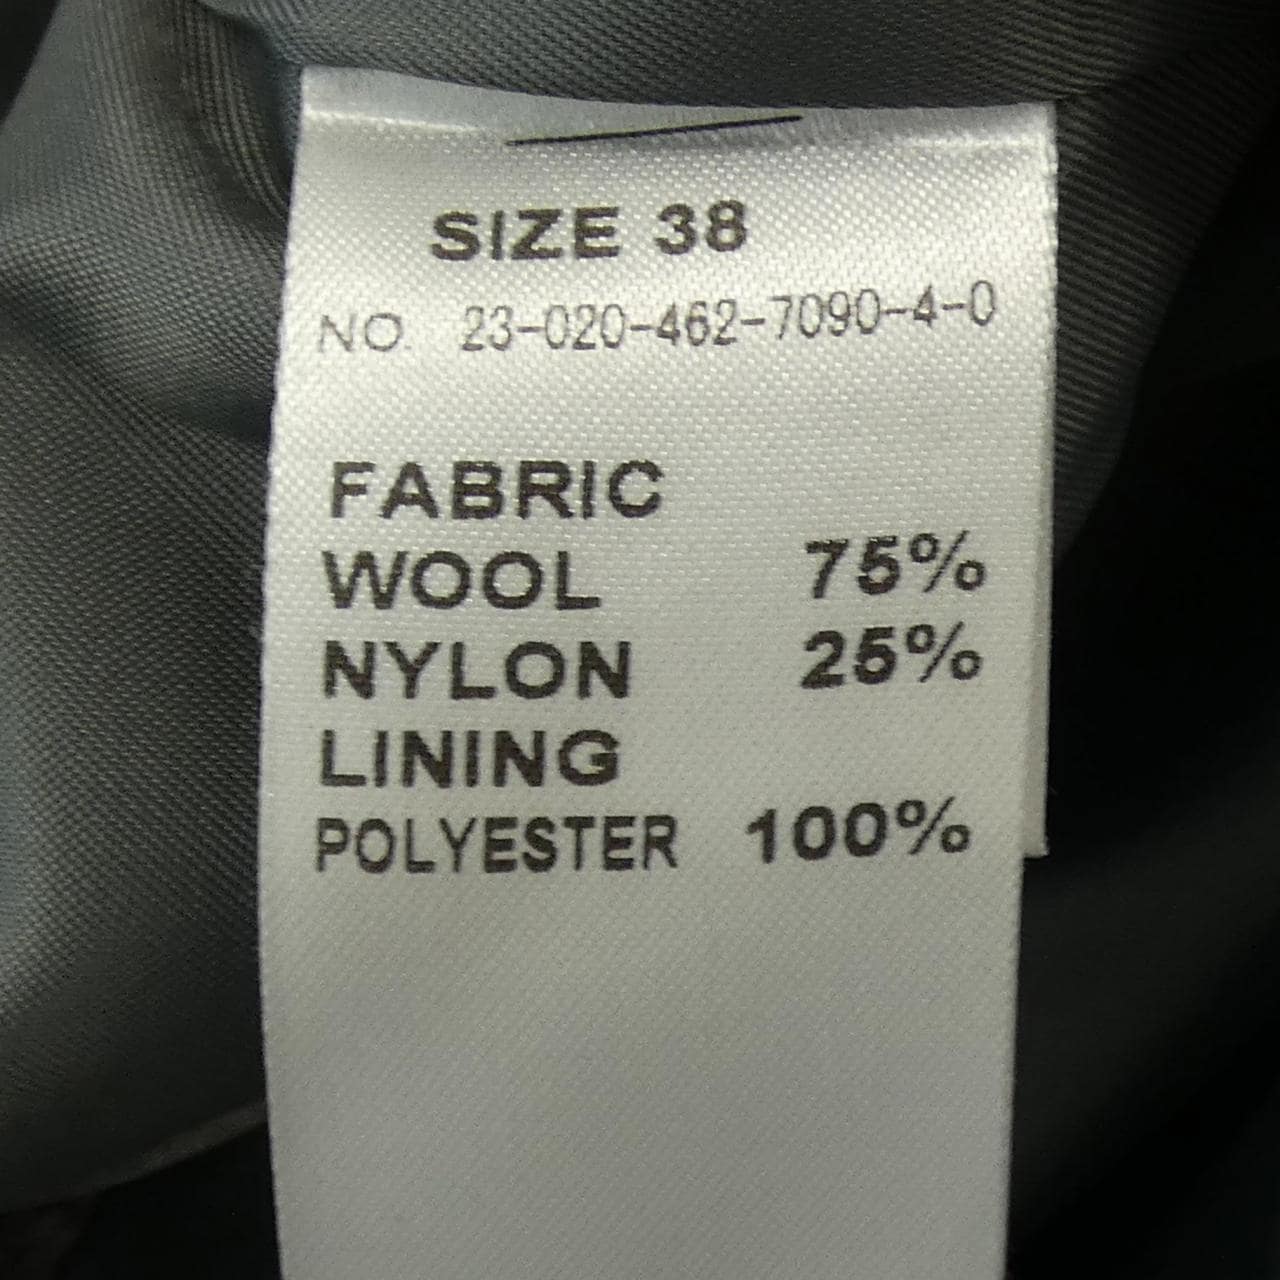 SIZE 38
NO. 23-020-462-7090-4-0
FABRIC
WOOL 75%
NYLON 25%
LINING
POLYESTER 100%